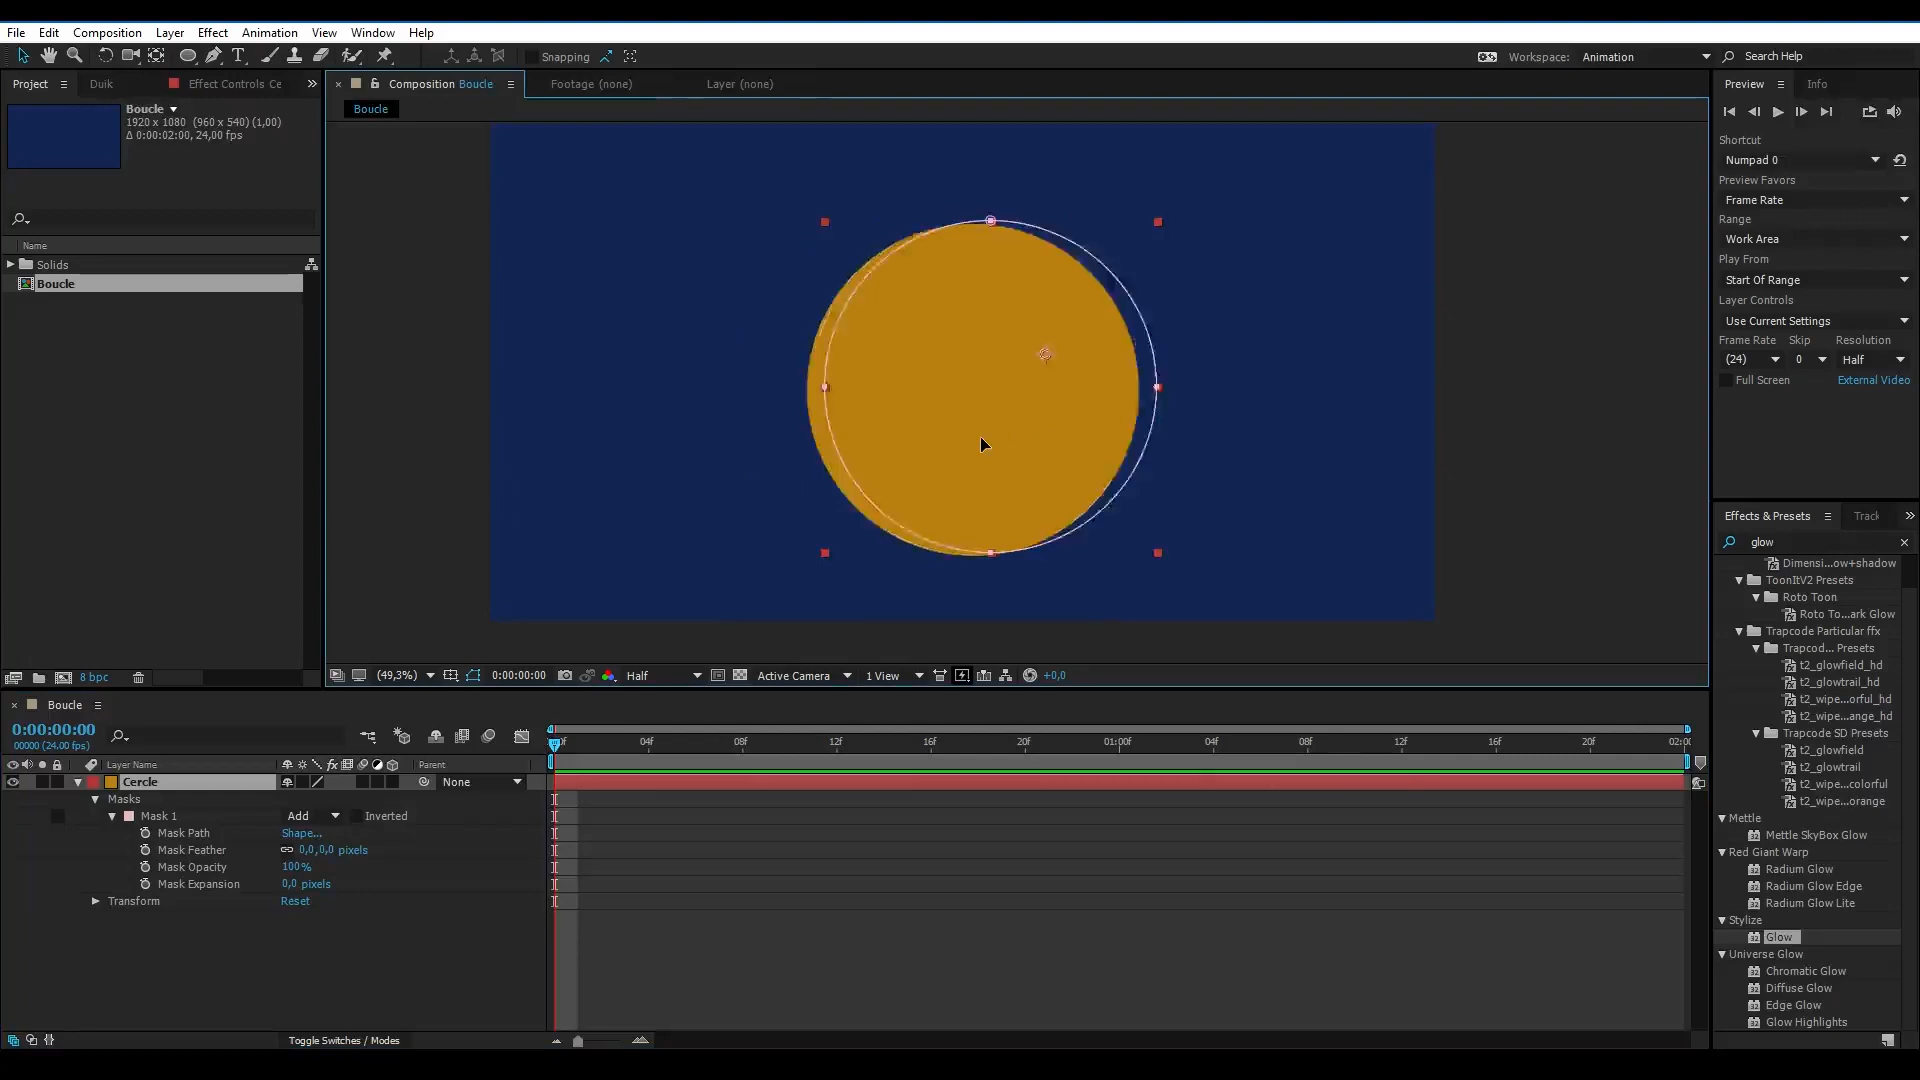 File Edit Composition Layer Effect Animation View Window Help
Snapping
Workspace: Animation
Search Help
Project Duik Effect Controls Ce
Boucle
1920 x 1080 (960 x 540) (1,00)
Δ 0:00:02:00, 24,00 fps
Name
Solids
Boucle
8 bpc
Composition Boucle Footage (none) Layer (none)
Boucle
(49,3%) 0:00:00:00 Half Active Camera 1 View +0,0
Preview Info
Shortcut
Numpad 0
Preview Favors
Frame Rate
Range
Work Area
Play From
Start Of Range
Layer Controls
Use Current Settings
Frame Rate Skip Resolution
(24) 0 Half
Full Screen External Video
Effects & Presets Track
glow
Dimensi...ow+shadow
ToonItV2 Presets
Roto Toon
Roto To...ark Glow
Trapcode Particular ffx
Trapcod... Presets
t2_glowfield_hd
t2_glowtrail_hd
t2_wipe...orful_hd
t2_wipe...ange_hd
Trapcode SD Presets
t2_glowfield
t2_glowtrail
t2_wipe...colorful
t2_wipe...orange
Mettle
Mettle SkyBox Glow
Red Giant Warp
Radium Glow
Radium Glow Edge
Radium Glow Lite
Stylize
Glow
Universe Glow
Chromatic Glow
Diffuse Glow
Edge Glow
Glow Highlights
Boucle
0:00:00:00
00000 (24.00 fps)
0f 04f 08f 12f 16f 20f 01:00f 04f 08f 12f 16f 20f 02:00
Layer Name Parent
Cercle None
Masks
Mask 1 Add Inverted
Mask Path Shape...
Mask Feather 0,0,0,0 pixels
Mask Opacity 100%
Mask Expansion 0,0 pixels
Transform Reset
Toggle Switches / Modes